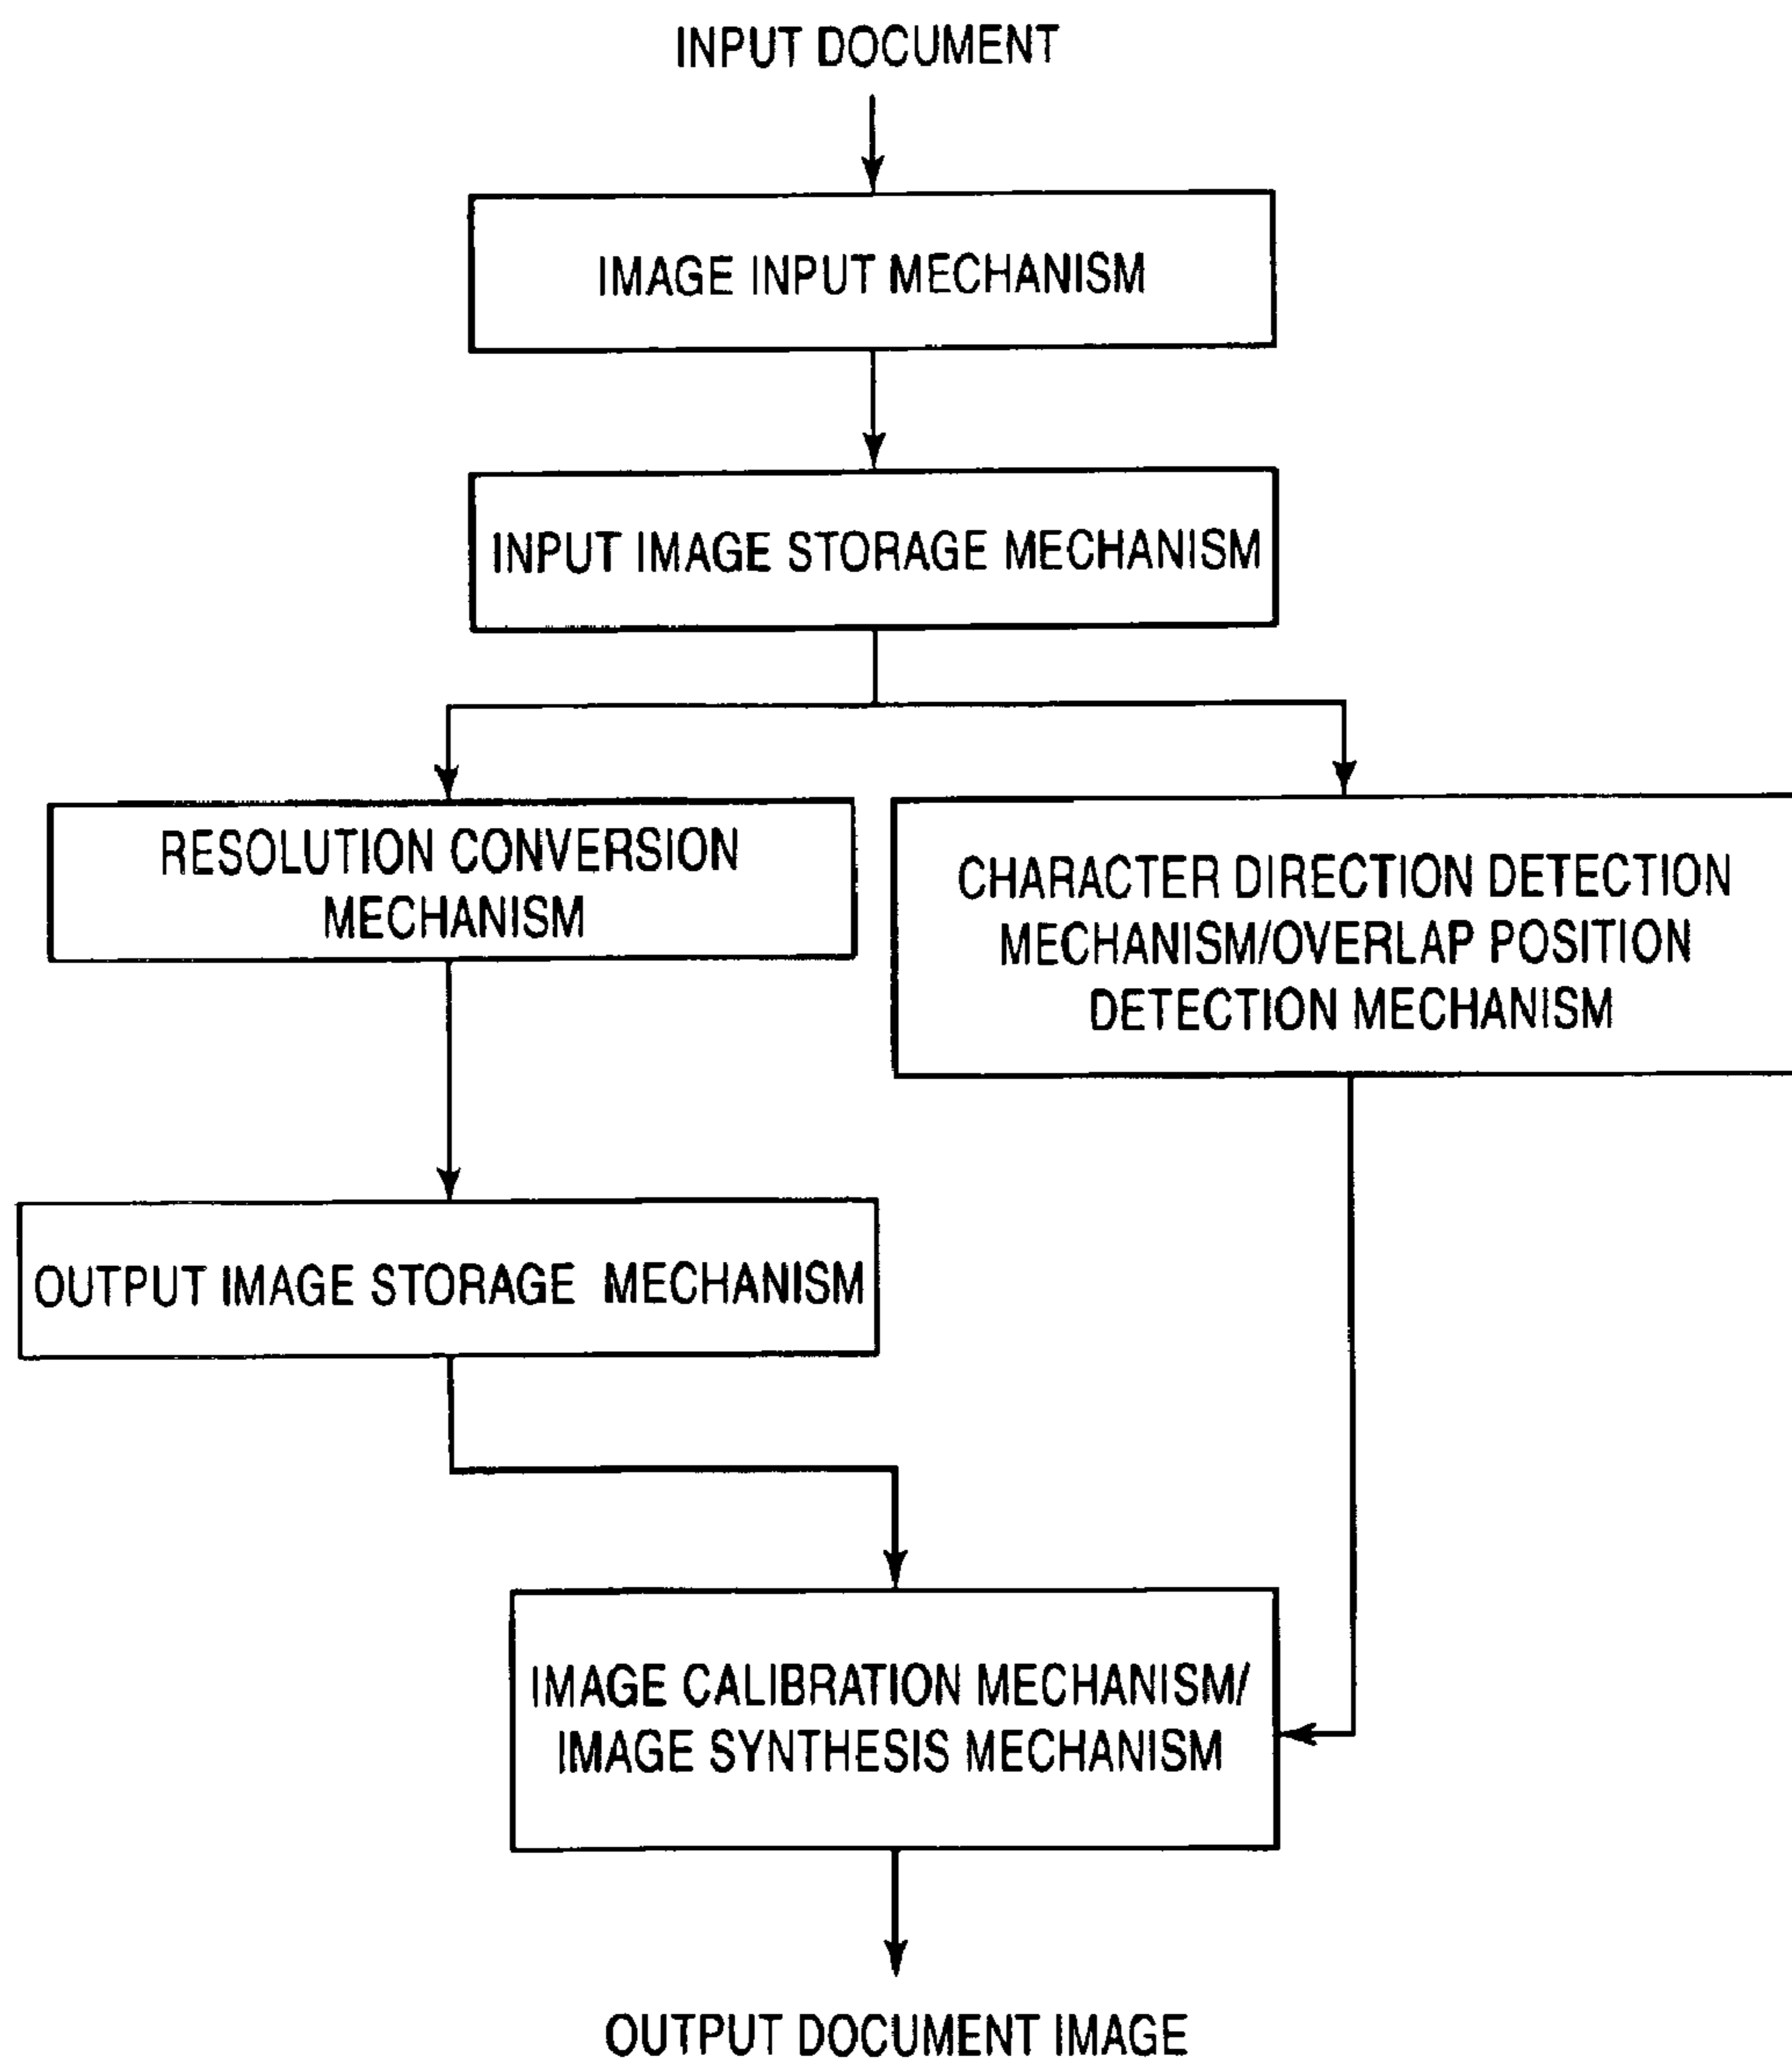 INPUT DOCUMENT
IMAGE INPUT MECHANISM
INPUT IMAGE STORAGE MECHANISM
RESOLUTION CONVERSION
MECHANISM
CHARACTER DIRECTION DETECTION
MECHANISM/OVERLAP POSITION
DETECTION MECHANISM
OUTPUT IMAGE STORAGE MECHANISM
IMAGE CALIBRATION MECHANISM/
IMAGE SYNTHESIS MECHANISM
OUTPUT DOCUMENT IMAGE